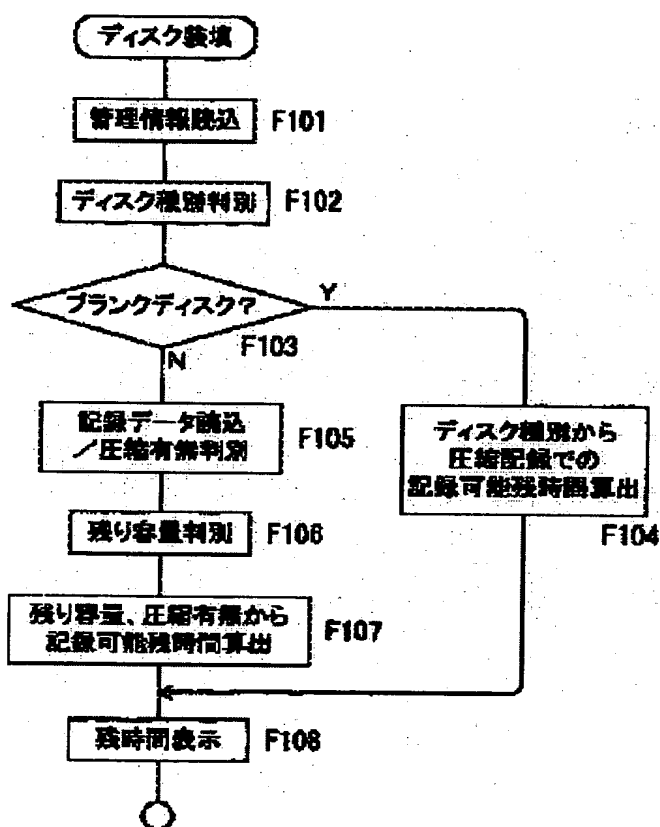 ディスク装填
管理情報読込 F101
ディスク種別判別 F102
ブランクディスク?
Y
F103
N
記録データ読込
／圧縮有無判別
F105
ディスク種別から
圧縮記録での
記録可能残時間算出
F104
残り容量判別 F106
残り容量、圧縮有無から
記録可能残時間算出
F107
残時間表示 F108